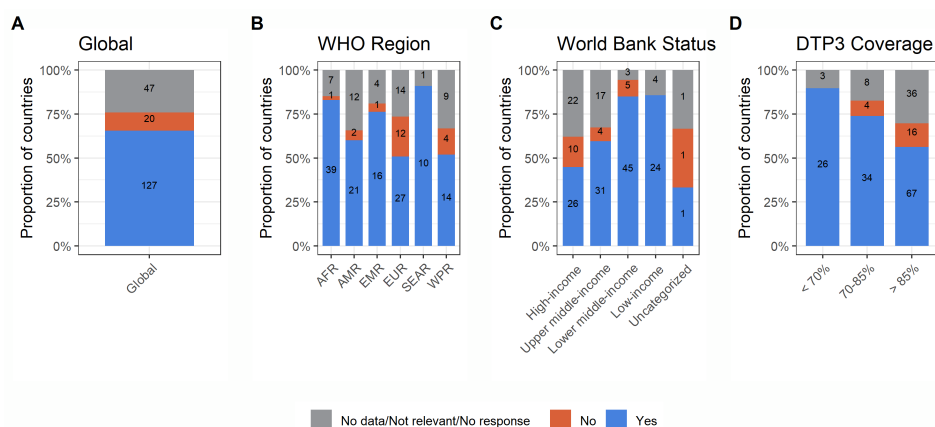 A
Global
Proportion of countries
100%
75%
50%
25%
0%
47
20
127
Global
B
WHO Region
Proportion of countries
100%
75%
50%
25%
0%
7 1 39
12 2 21
4 1 16
14 12 27
1 10
9 4 14
AFR
AMR
EMR
EUR
SEAR
WPR
C
World Bank Status
Proportion of countries
100%
75%
50%
25%
0%
22 10 26
17 4 31
3 5 45
4 24
1 1 1
High-income
Upper middle-income
Lower middle-income
Low-income
Uncategorized
D
DTP3 Coverage
Proportion of countries
100%
75%
50%
25%
0%
3 26
8 4 34
36 16 67
< 70%
70-85%
> 85%
No data/Not relevant/No response No Yes